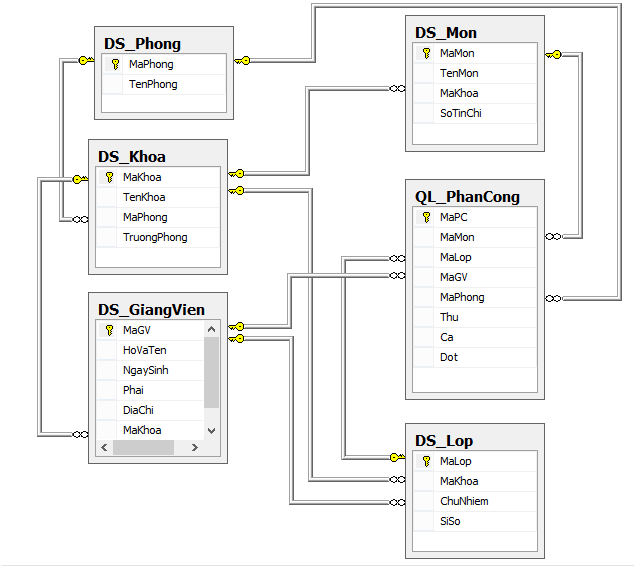 DS_Phong
MaPhong
TenPhong
DS_Khoa
MaKhoa
TenKhoa
MaPhong
TruongPhong
DS_GiangVien
MaGV
HoVaTen
NgaySinh
Phai
DiaChi
MaKhoa
DS_Mon
MaMon
TenMon
MaKhoa
SoTinChi
QL_PhanCong
MaPC
MaMon
MaLop
MaGV
MaPhong
Thu
Ca
Dot
DS_Lop
MaLop
MaKhoa
ChuNhiem
SiSo